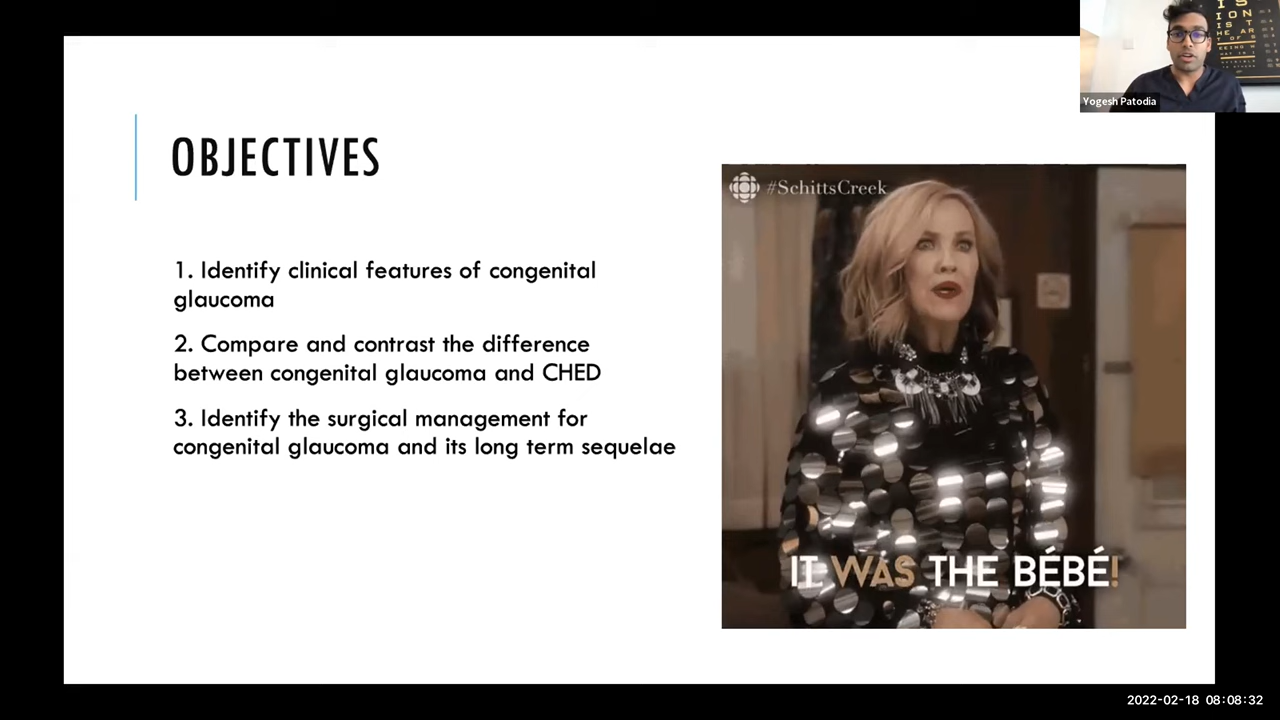 OBJECTIVES
1. Identify clinical features of congenital
glaucoma
2. Compare and contrast the difference
between congenital glaucoma and CHED
3. Identify the surgical management for
congenital glaucoma and its long term sequelae
#SchittsCreek
IT WAS THE BÉBÉ!
Yogesh Patodia
2022-02-18 08:08:32